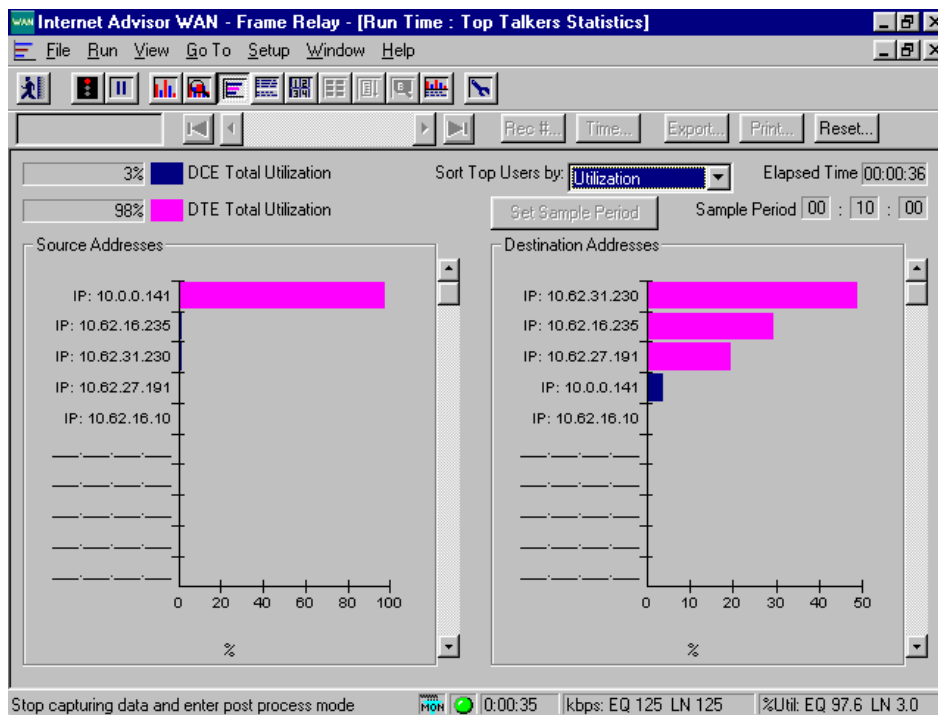 WAN Internet Advisor WAN - Frame Relay - [Run Time : Top Talkers Statistics]
File Run View Go To Setup Window Help
Rec #... Time... Export... Print... Reset...
3% DCE Total Utilization Sort Top Users by: Utilization Elapsed Time 00:00:36
98% DTE Total Utilization Set Sample Period Sample Period 00 : 10 : 00
Source Addresses
IP: 10.0.0.141
IP: 10.62.16.235
IP: 10.62.31.230
IP: 10.62.27.191
IP: 10.62.16.10
0 20 40 60 80 100
%
Destination Addresses
IP: 10.62.31.230
IP: 10.62.16.235
IP: 10.62.27.191
IP: 10.0.0.141
IP: 10.62.16.10
0 10 20 30 40 50
%
Stop capturing data and enter post process mode MON 0:00:35 kbps: EQ 125 LN 125 %Util: EQ 97.6 LN 3.0